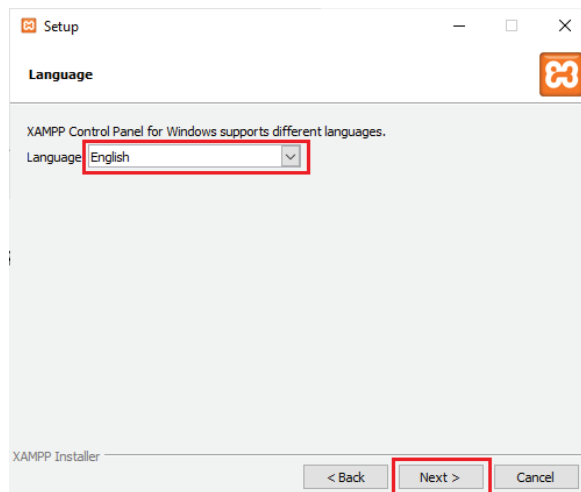 Setup
Language
XAMPP Control Panel for Windows supports different languages.
Language English
XAMPP Installer
< Back Next > Cancel